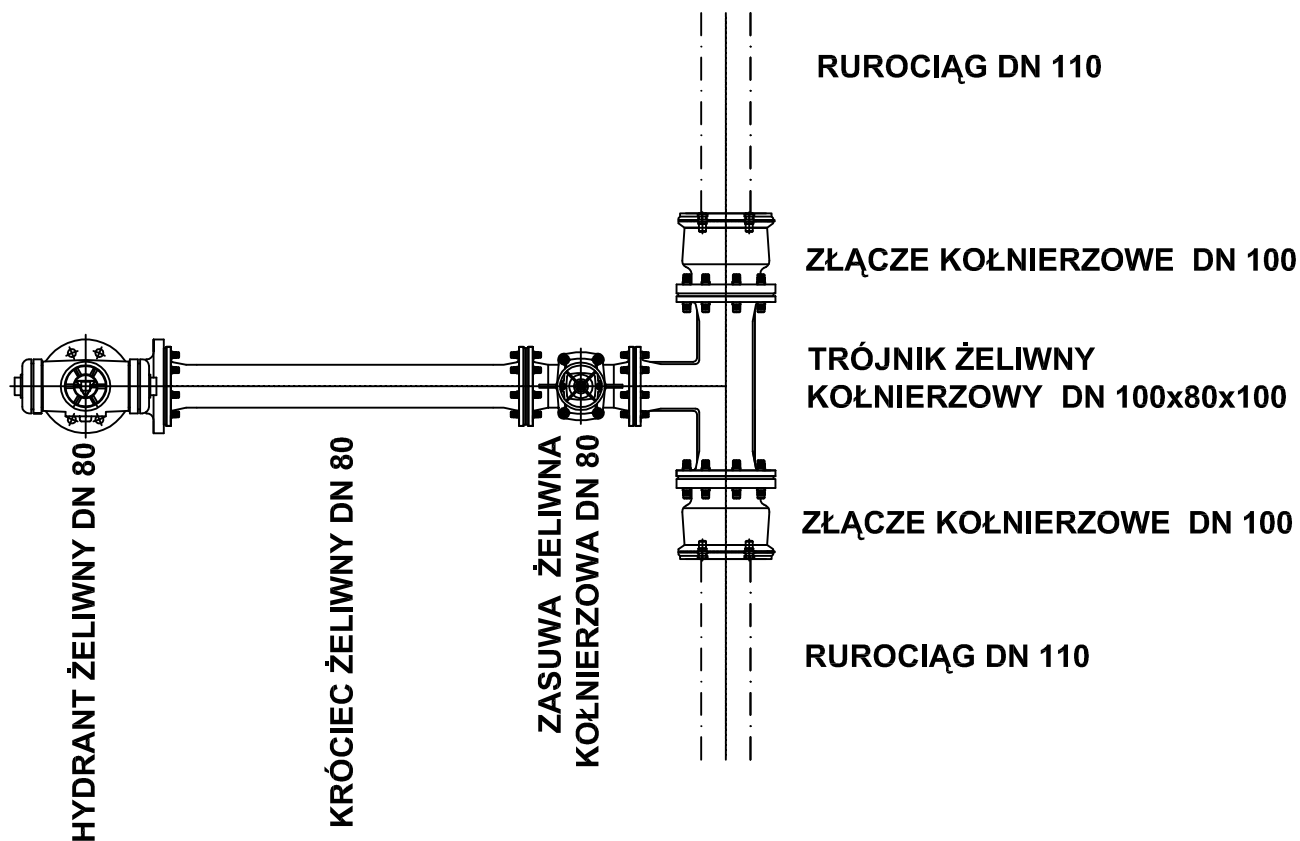 RUROCIĄG DN 110
ZŁĄCZE KOŁNIERZOWE DN 100
TRÓJNIK ŻELIWNY
KOŁNIERZOWY DN 100x80x100
ZŁĄCZE KOŁNIERZOWE DN 100
RUROCIĄG DN 110
HYDRANT ŻELIWNY DN 80
KRÓCIEC ŻELIWNY DN 80
ZASUWA ŻELIWNA
KOŁNIERZOWA DN 80